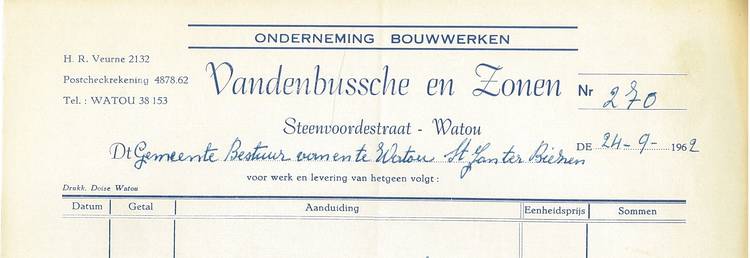 ONDERNEMING BOUWWERKEN
H. R. Veurne 2132
Postcheckrekening 4878.62
Tel. : WATOU 38 153
Vandenbussche en Zonen
Nr 270
Steenvoordestraat - Watou
Dt Gemeente Bestuur van en te Watou St Jan ter Biezen DE 24-9-1962
voor werk en levering van hetgeen volgt :
Drukk. Doise Watou
Datum Getal Aanduiding Eenheidsprijs Sommen